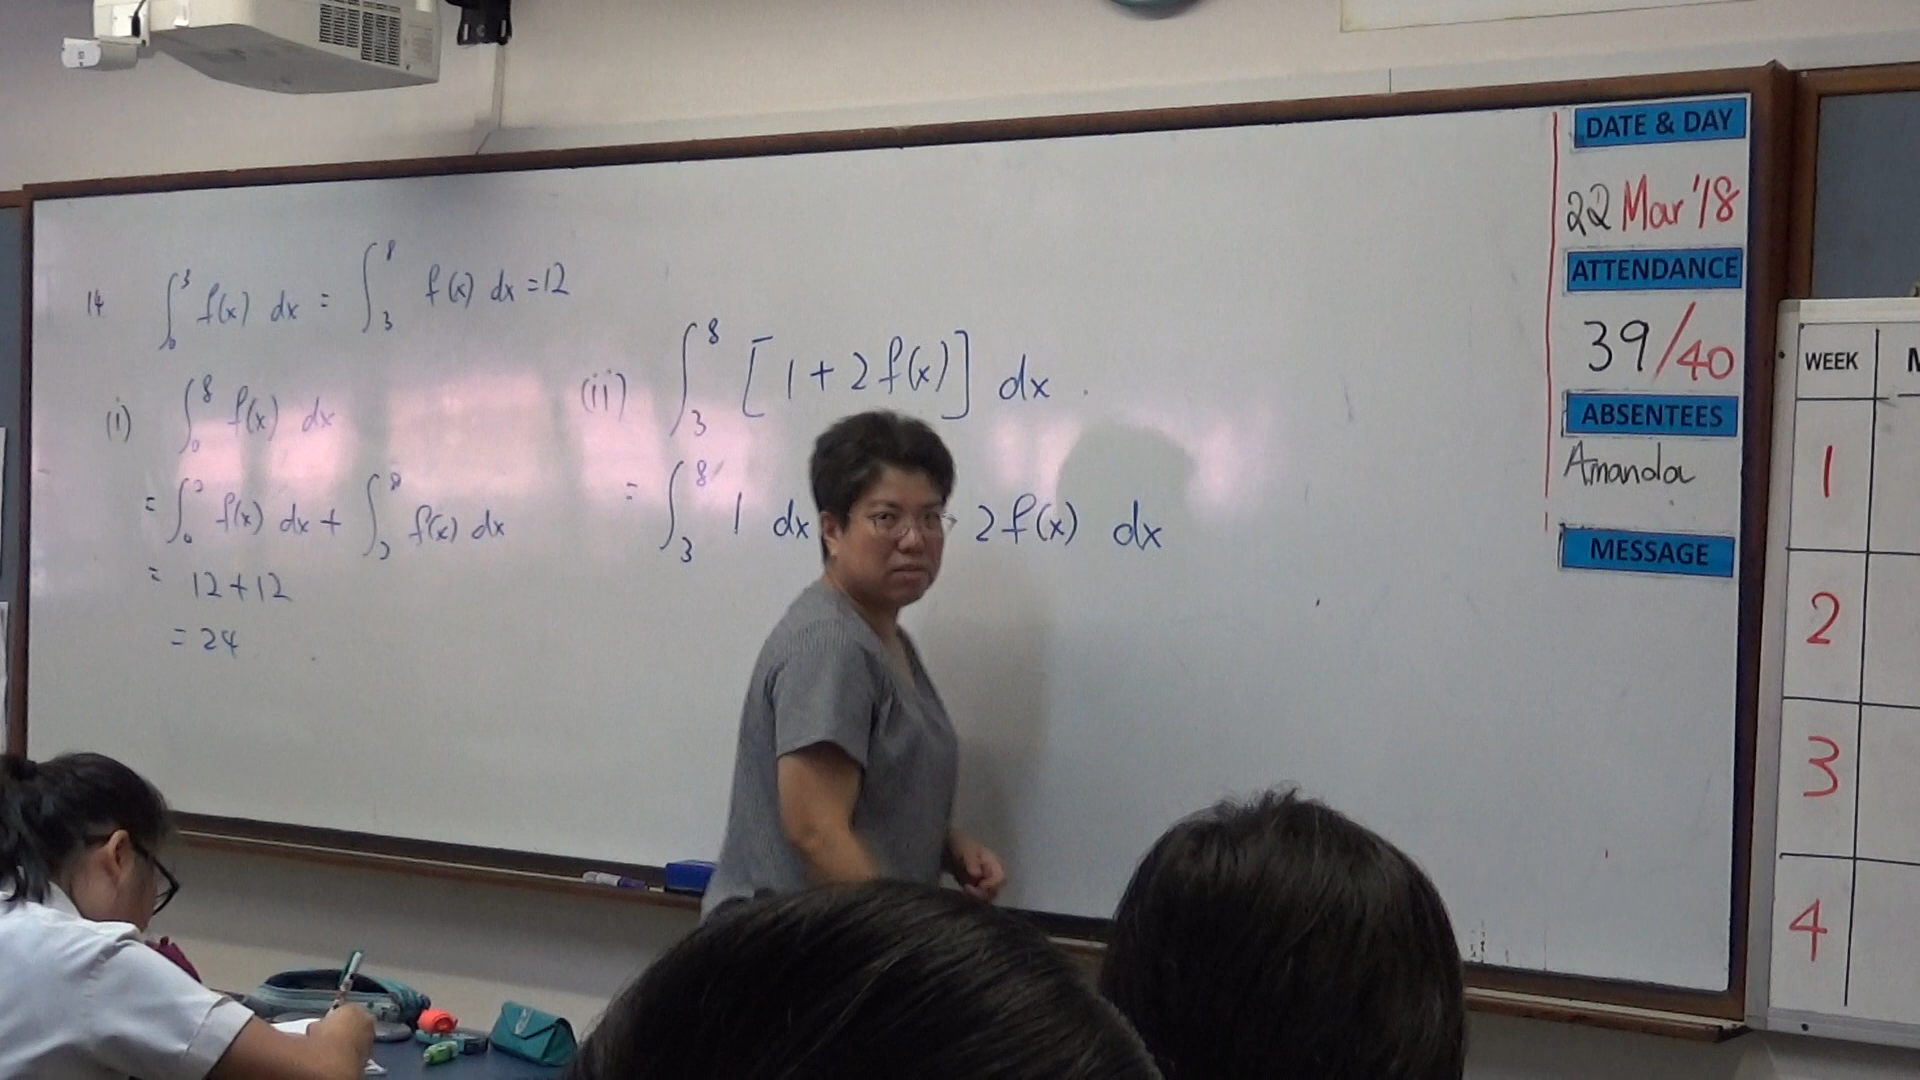 14 ∫₀³ f(x) dx = ∫₃⁸ f(x) dx = 12
(i) ∫₀⁸ f(x) dx
= ∫₀³ f(x) dx + ∫₃⁸ f(x) dx
= 12 + 12
= 24
(ii) ∫₃⁸ [1 + 2f(x)] dx
= ∫₃⁸ 1 dx 2f(x) dx
DATE & DAY
22 Mar '18
ATTENDANCE
39/40
ABSENTEES
Amanda
MESSAGE
WEEK
1
2
3
4